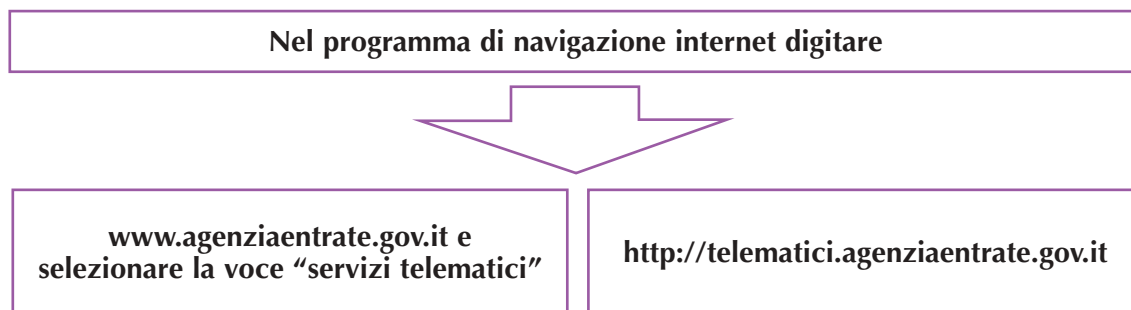 Nel programma di navigazione internet digitare
www.agenziaentrate.gov.it e
selezionare la voce “servizi telematici”
http://telematici.agenziaentrate.gov.it